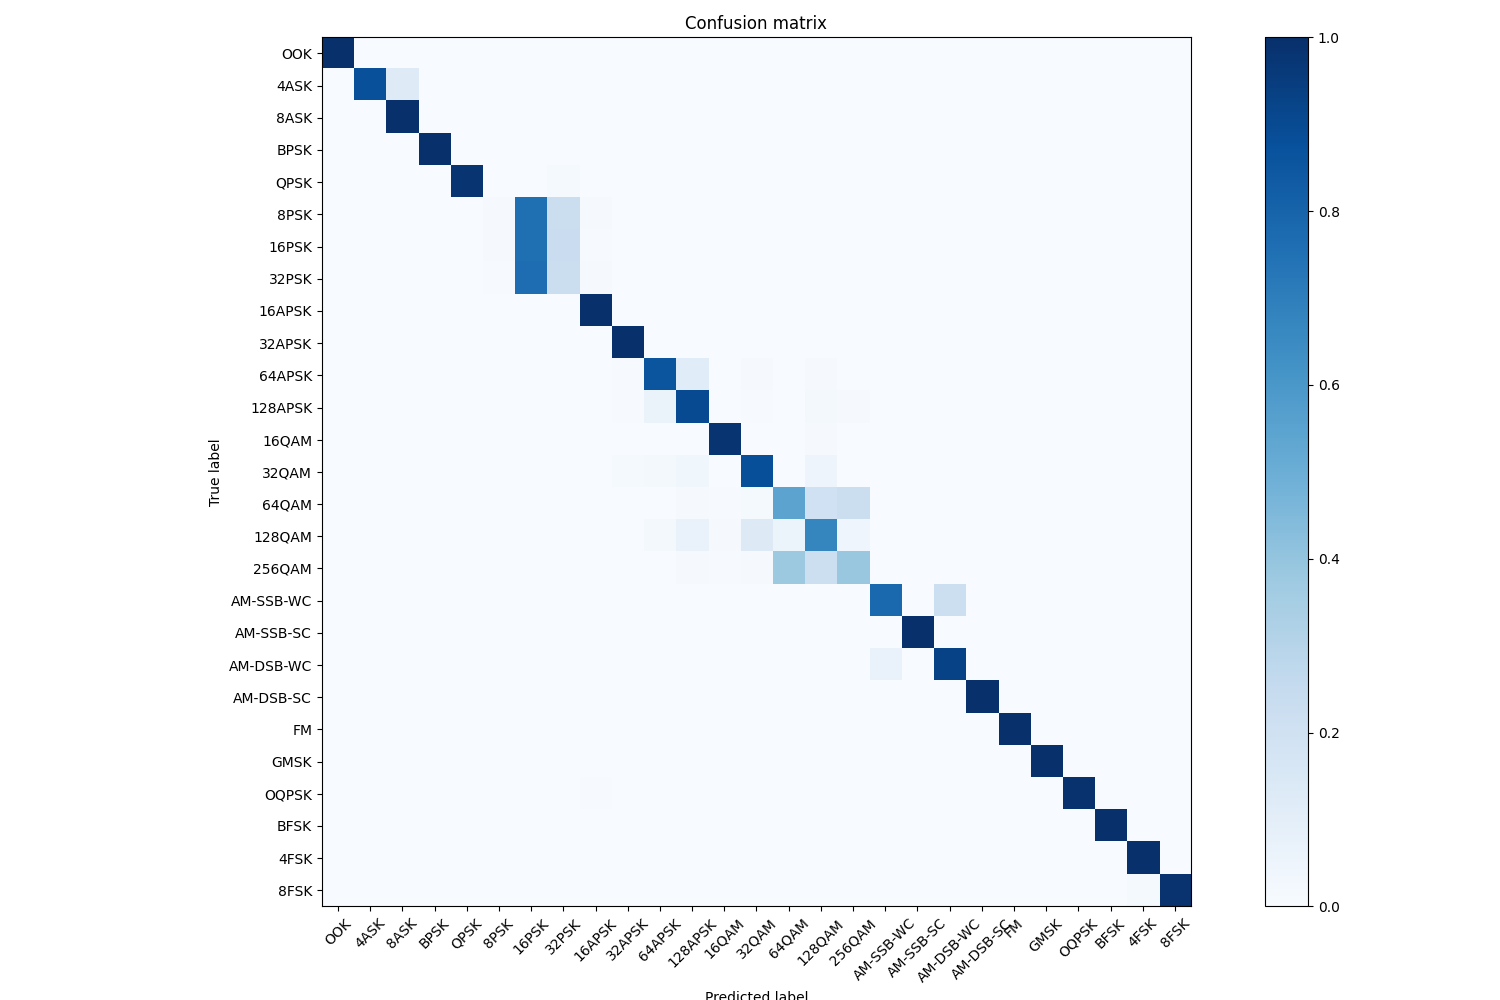 Confusion matrix
OOK
4ASK
8ASK
BPSK
QPSK
8PSK
16PSK
32PSK
16APSK
32APSK
64APSK
128APSK
16QAM
32QAM
64QAM
128QAM
256QAM
AM-SSB-WC
AM-SSB-SC
AM-DSB-WC
AM-DSB-SC
FM
GMSK
OQPSK
BFSK
4FSK
8FSK
True label
OOK
4ASK
8ASK
BPSK
QPSK
8PSK
16PSK
32PSK
16APSK
32APSK
64APSK
128APSK
16QAM
32QAM
64QAM
128QAM
256QAM
AM-SSB-WC
AM-SSB-SC
AM-DSB-WC
AM-DSB-SC
FM
GMSK
OQPSK
BFSK
4FSK
8FSK
Predicted label
1.0
0.8
0.6
0.4
0.2
0.0